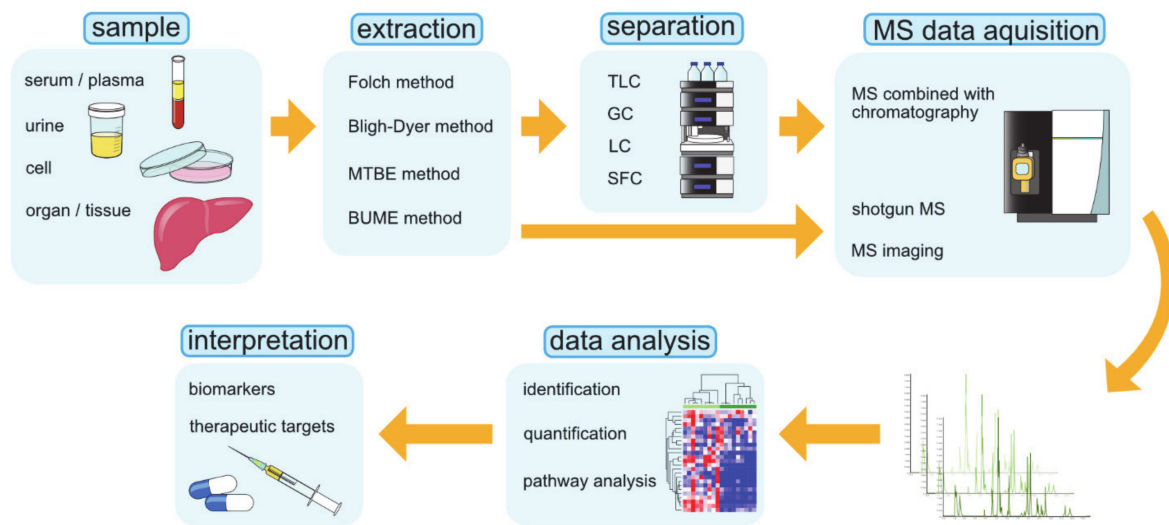 sample
serum / plasma
urine
cell
organ / tissue
extraction
Folch method
Bligh-Dyer method
MTBE method
BUME method
separation
TLC
GC
LC
SFC
MS data aquisition
MS combined with
chromatography
shotgun MS
MS imaging
interpretation
biomarkers
therapeutic targets
data analysis
identification
quantification
pathway analysis